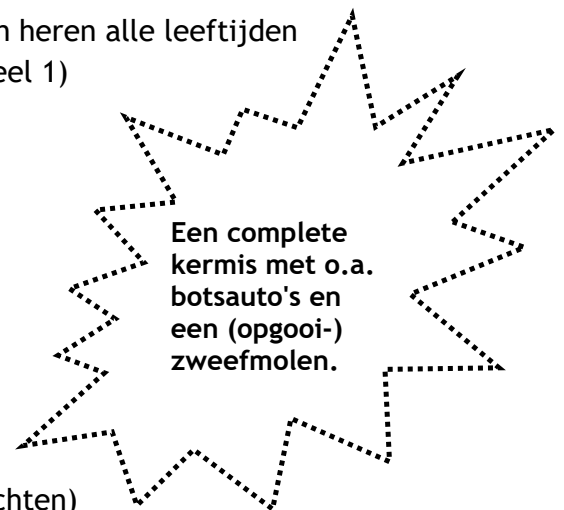 n heren alle leeftijden
eel 1)
Een complete
kermis met o.a.
botsauto's en
een (opgooi-)
zweefmolen.
chten)